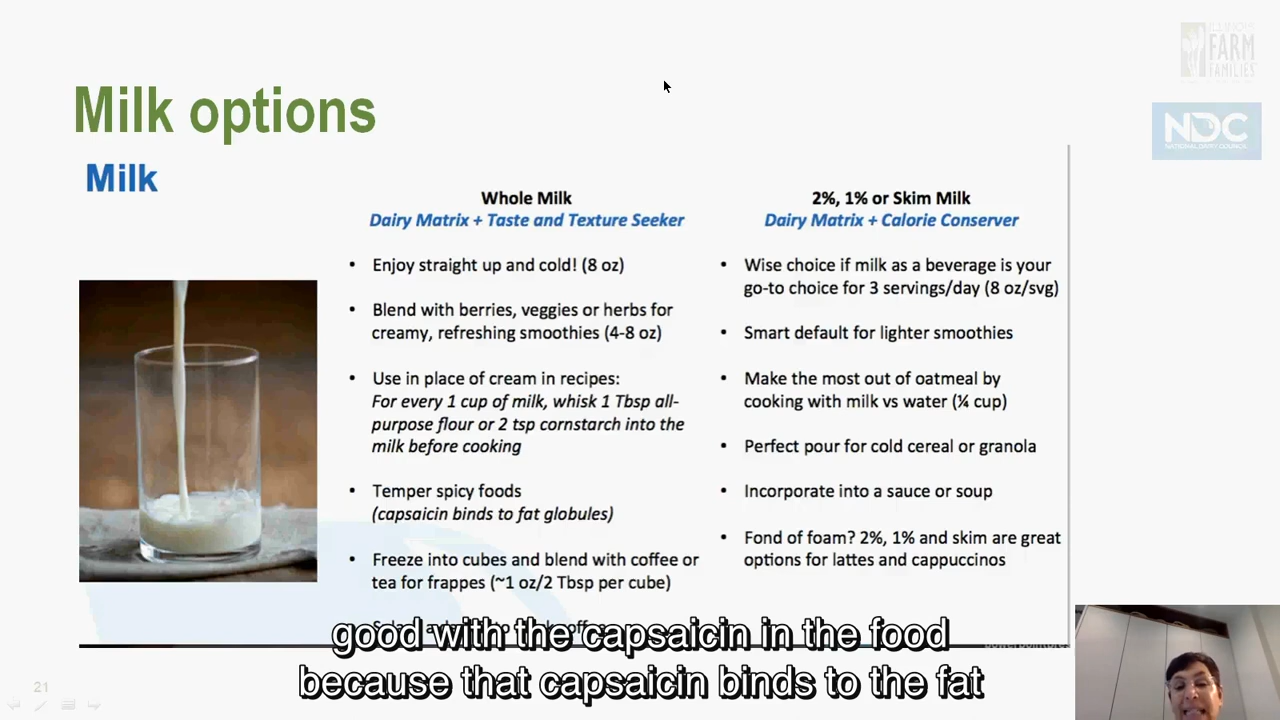 ILLINOIS
FARM
FAMILIES
Milk options
NDC
NATIONAL DAIRY COUNCIL
Milk
Whole Milk
Dairy Matrix + Taste and Texture Seeker
• Enjoy straight up and cold! (8 oz)
• Blend with berries, veggies or herbs for
creamy, refreshing smoothies (4-8 oz)
• Use in place of cream in recipes:
For every 1 cup of milk, whisk 1 Tbsp all-
purpose flour or 2 tsp cornstarch into the
milk before cooking
• Temper spicy foods
(capsaicin binds to fat globules)
• Freeze into cubes and blend with coffee or
tea for frappes (~1 oz/2 Tbsp per cube)
2%, 1% or Skim Milk
Dairy Matrix + Calorie Conserver
• Wise choice if milk as a beverage is your
go-to choice for 3 servings/day (8 oz/svg)
• Smart default for lighter smoothies
• Make the most out of oatmeal by
cooking with milk vs water (¼ cup)
• Perfect pour for cold cereal or granola
• Incorporate into a sauce or soup
• Fond of foam? 2%, 1% and skim are great
options for lattes and cappuccinos
good with the capsaicin in the food
because that capsaicin binds to the fat
21